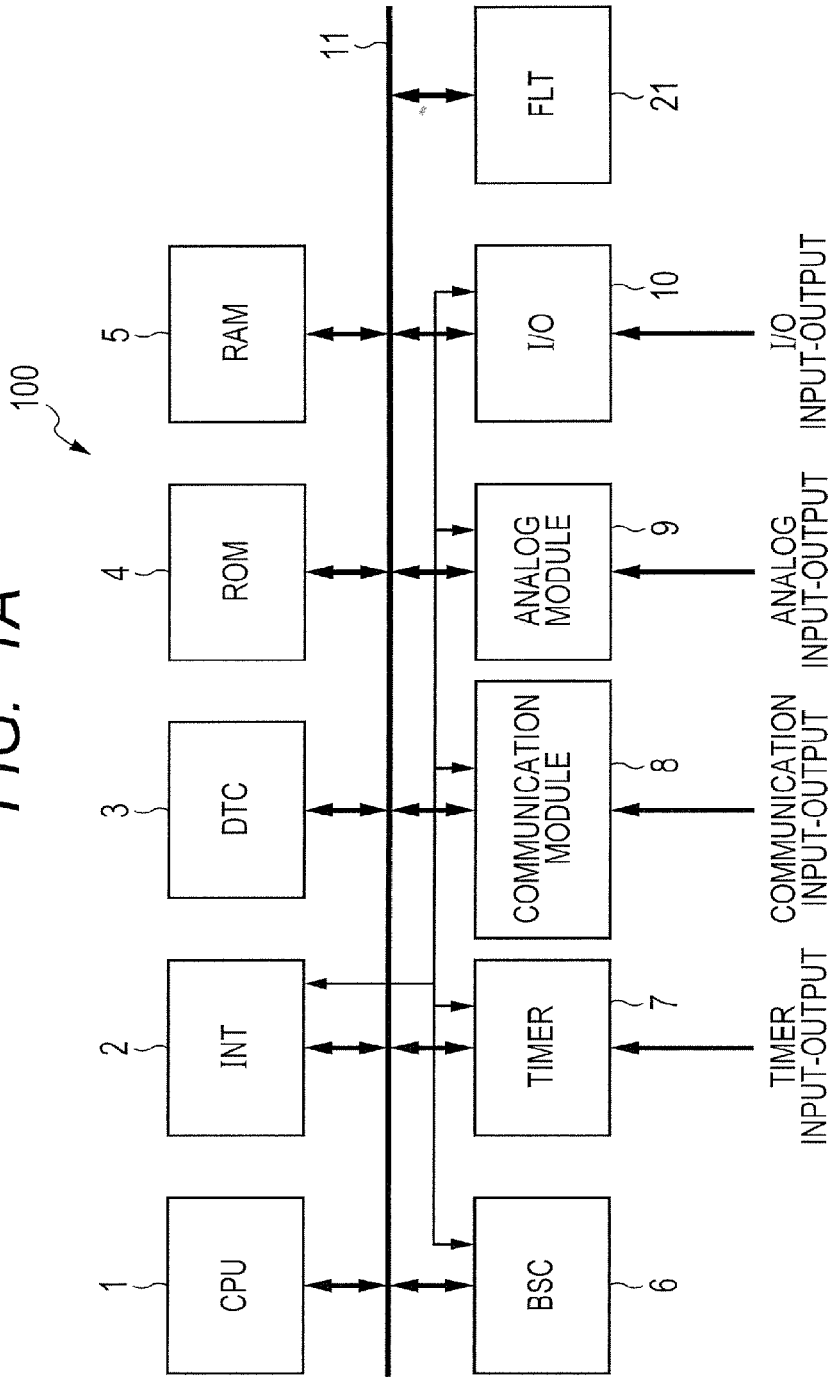 FIG. 1A
100
1
2
3
4
5
CPU
INT
DTC
ROM
RAM
11
BSC
TIMER
COMMUNICATION
MODULE
ANALOG
MODULE
I/O
FLT
6
7
8
9
10
21
TIMER
INPUT-OUTPUT
COMMUNICATION
INPUT-OUTPUT
ANALOG
INPUT-OUTPUT
I/O
INPUT-OUTPUT